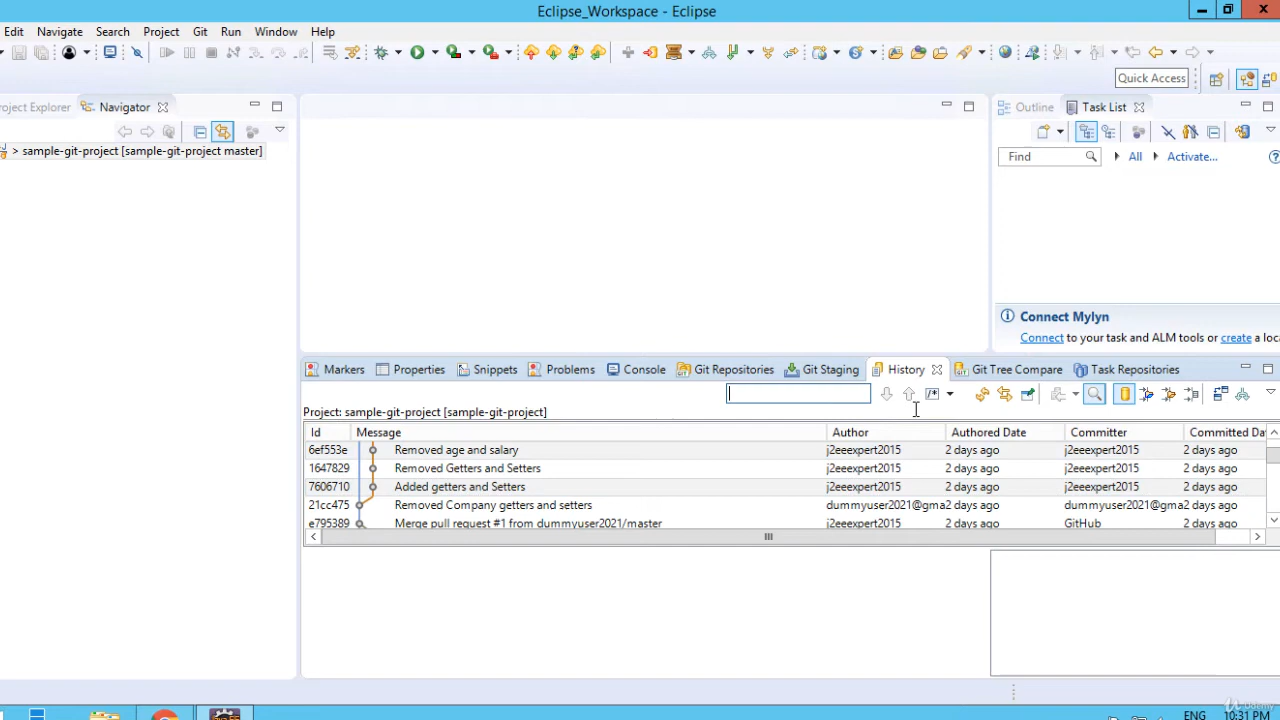 Eclipse_Workspace - Eclipse
Edit Navigate Search Project Git Run Window Help
Quick Access
roject Explorer Navigator
> sample-git-project [sample-git-project master]
Outline Task List
Find All Activate...
Connect Mylyn
Connect to your task and ALM tools or create a loca
Markers Properties Snippets Problems Console Git Repositories Git Staging History Git Tree Compare Task Repositories
Project: sample-git-project [sample-git-project]
Id Message Author Authored Date Committer Committed Da
6ef553e Removed age and salary j2eeexpert2015 2 days ago j2eeexpert2015 2 days ago
1647829 Removed Getters and Setters j2eeexpert2015 2 days ago j2eeexpert2015 2 days ago
7606710 Added getters and Setters j2eeexpert2015 2 days ago j2eeexpert2015 2 days ago
21cc475 Removed Company getters and setters dummyuser2021@gma 2 days ago dummyuser2021@gma 2 days ago
e795389 Merge pull request #1 from dummyuser2021/master j2eeexpert2015 2 days ago GitHub 2 days ago
Udemy
ENG 10:31 PM